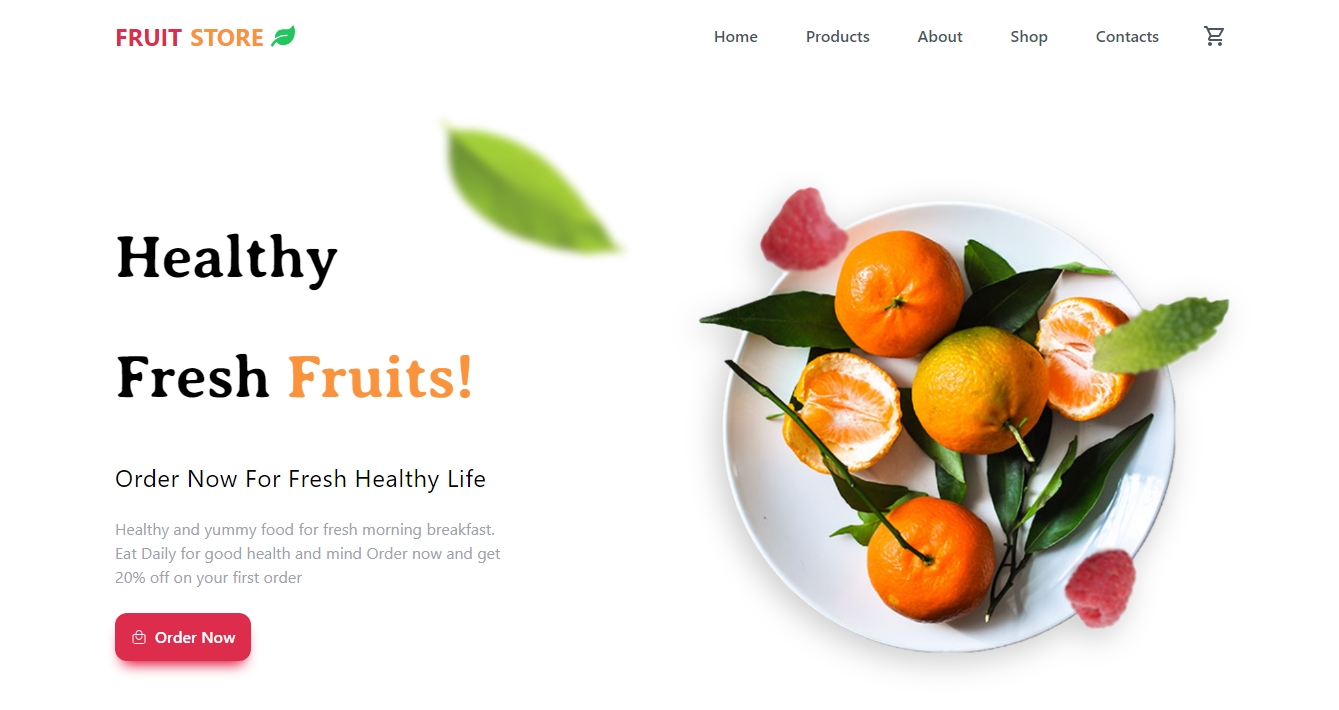 FRUIT STORE
Home Products About Shop Contacts
Healthy
Fresh Fruits!
Order Now For Fresh Healthy Life
Healthy and yummy food for fresh morning breakfast.
Eat Daily for good health and mind Order now and get
20% off on your first order
Order Now